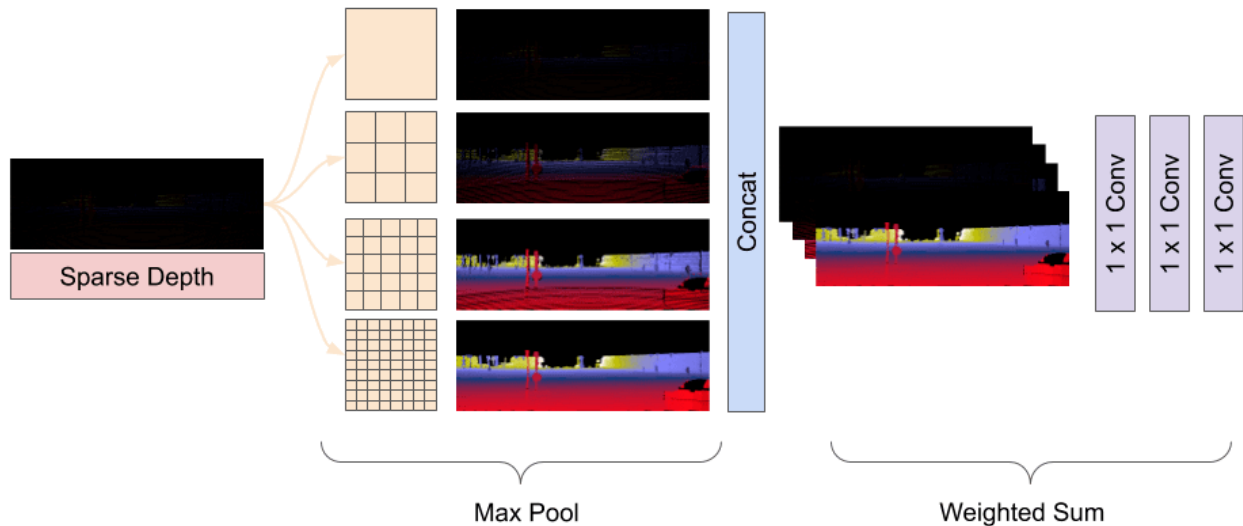 Sparse Depth
Concat
1 x 1 Conv
1 x 1 Conv
1 x 1 Conv
Max Pool
Weighted Sum